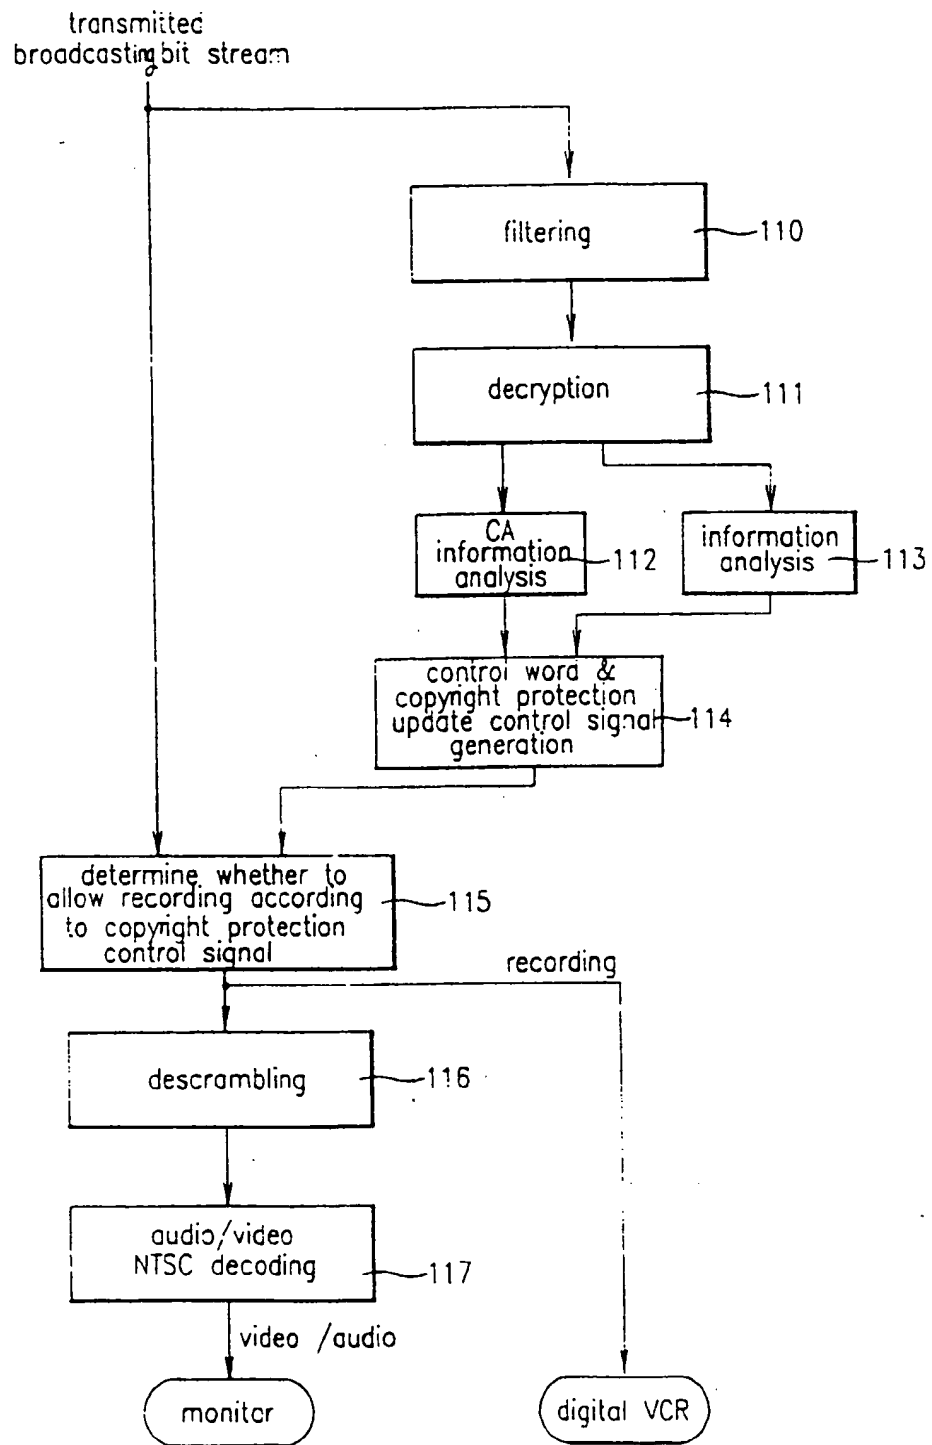 transmitted
broadcasting bit stream
filtering
110
decryption
111
CA
information
analysis
112
information
analysis
113
control word &
copyright protection
update control signal
generation
114
determine whether to
allow recording according
to copyright protection
control signal
115
recording
descrambling
116
audio/video
NTSC decoding
117
video /audio
monitor
digital VCR